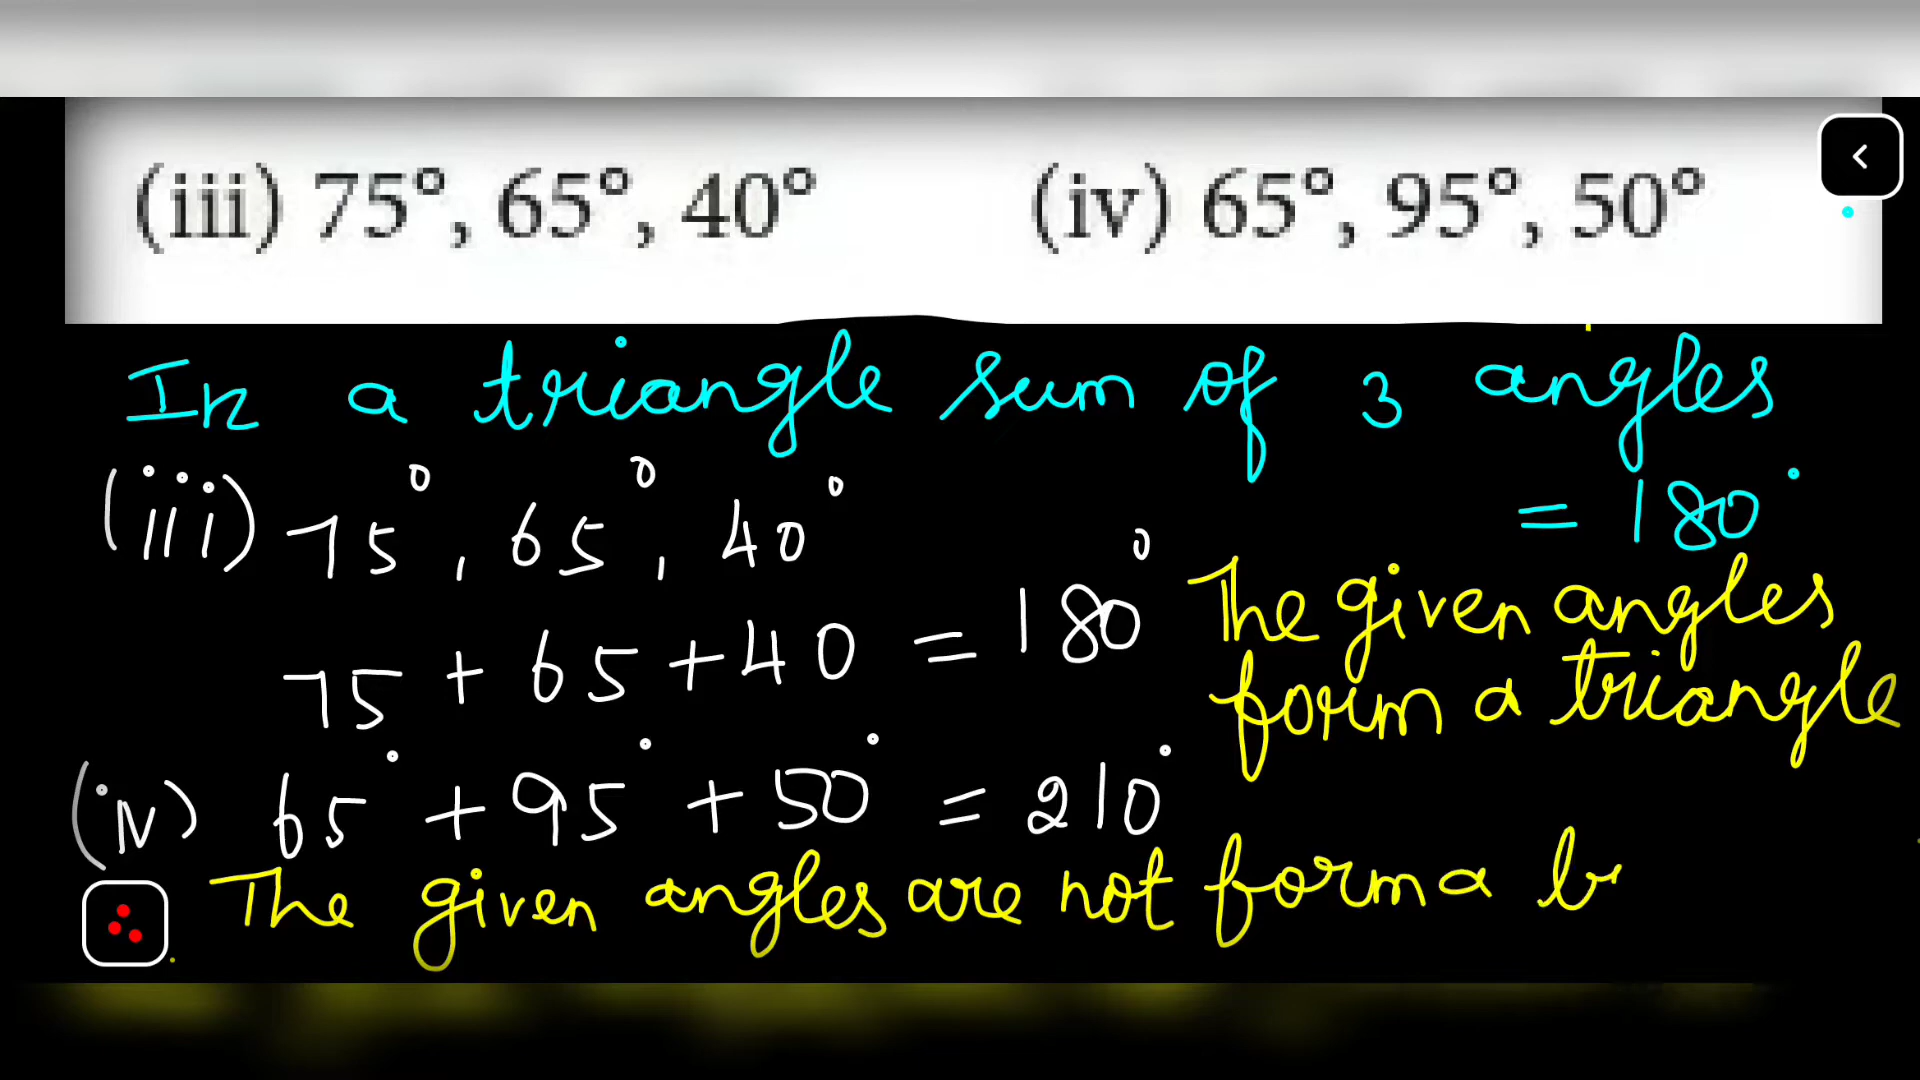 (iii) 75°, 65°, 40° (iv) 65°, 95°, 50°
In a triangle sum of 3 angles
= 180°
(iii) 75°, 65°, 40°
75 + 65 + 40 = 180°
The given angles
form a triangle
(iv) 65° + 95° + 50° = 210°
The given angles are not form a